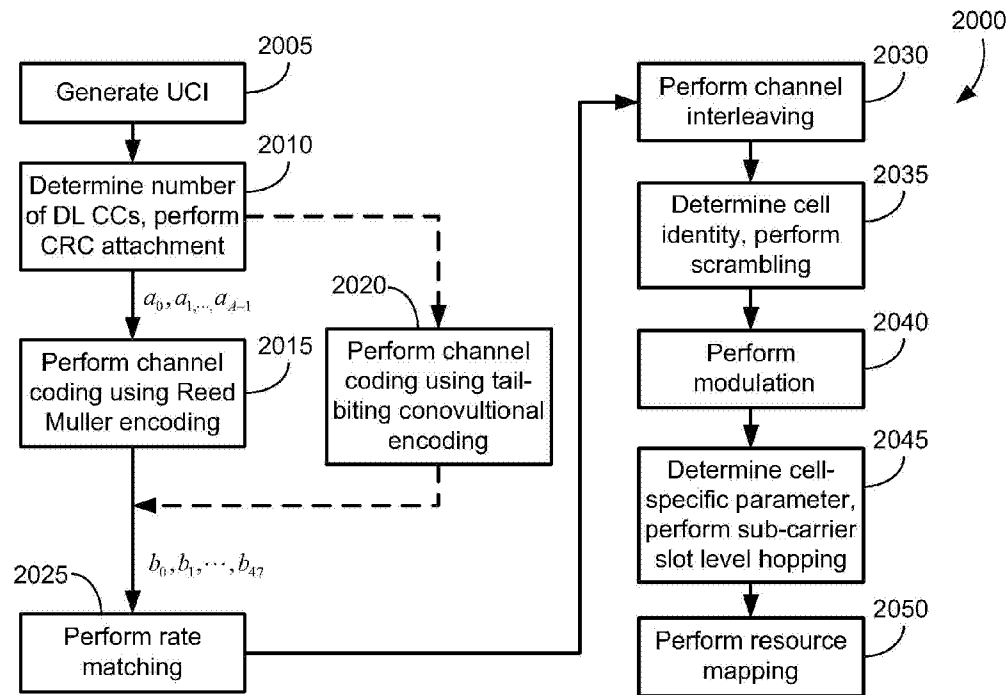 2000
2005
Generate UCI
2010
Determine number
of DL CCs, perform
CRC attachment
a₀, a₁,…, a_{A−1}
2015
Perform channel
coding using Reed
Muller encoding
2020
Perform channel
coding using tail-
biting conovultional
encoding
b₀, b₁, ⋯, b₄₇
2025
Perform rate
matching
2030
Perform channel
interleaving
2035
Determine cell
identity, perform
scrambling
2040
Perform
modulation
2045
Determine cell-
specific parameter,
perform sub-carrier
slot level hopping
2050
Perform resource
mapping